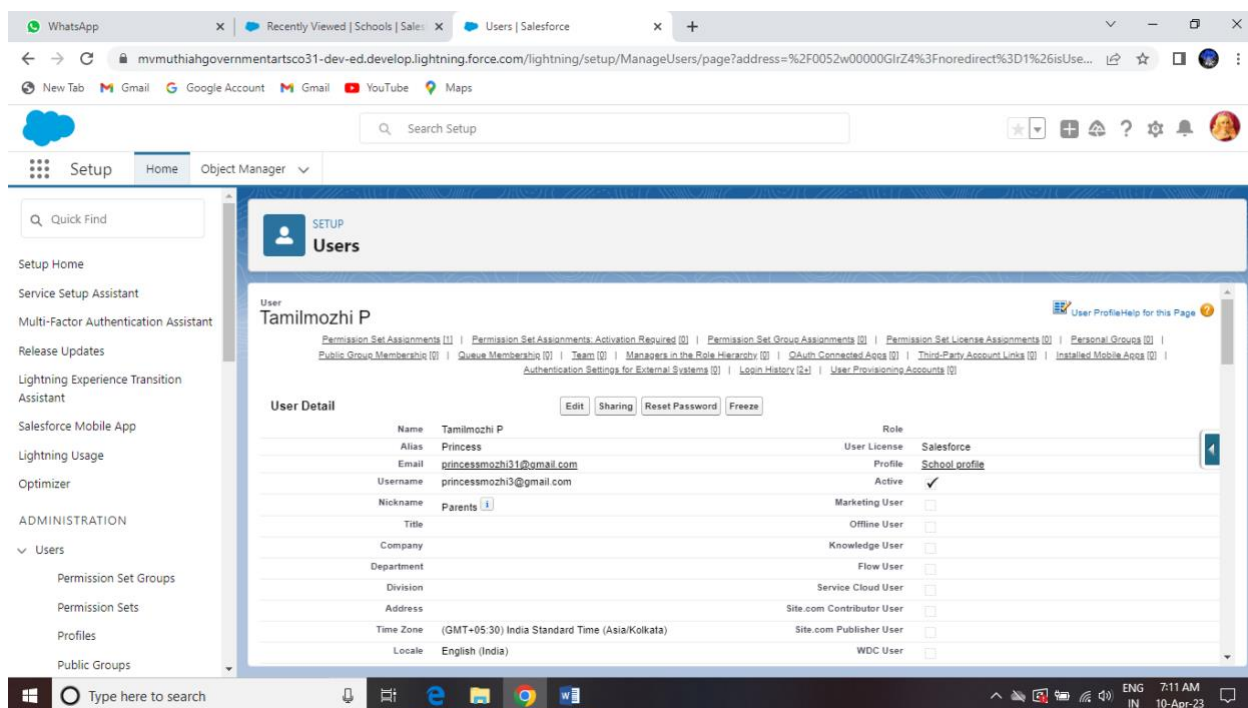 WhatsApp
Recently Viewed | Schools | Sales
Users | Salesforce
mvmuthiahgovernmentartsco31-dev-ed.develop.lightning.force.com/lightning/setup/ManageUsers/page?address=%2F0052w00000GIrZ4%3Fnoredirect%3D1%26isUse...
New Tab Gmail Google Account Gmail YouTube Maps
Search Setup
Setup Home Object Manager
Quick Find
Setup Home
Service Setup Assistant
Multi-Factor Authentication Assistant
Release Updates
Lightning Experience Transition
Assistant
Salesforce Mobile App
Lightning Usage
Optimizer
ADMINISTRATION
Users
Permission Set Groups
Permission Sets
Profiles
Public Groups
SETUP
Users
User
Tamilmozhi P
User Profile Help for this Page
Permission Set Assignments [1] | Permission Set Assignments: Activation Required [0] | Permission Set Group Assignments [0] | Permission Set License Assignments [0] | Personal Groups [0] |
Public Group Membership [0] | Queue Membership [0] | Team [0] | Managers in the Role Hierarchy [0] | OAuth Connected Apps [0] | Third-Party Account Links [0] | Installed Mobile Apps [0] |
Authentication Settings for External Systems [0] | Login History [2+] | User Provisioning Accounts [0]
User Detail Edit Sharing Reset Password Freeze
Name Tamilmozhi P Role
Alias Princess User License Salesforce
Email princessmozhi31@gmail.com Profile School profile
Username princessmozhi3@gmail.com Active ✓
Nickname Parents i Marketing User
Title Offline User
Company Knowledge User
Department Flow User
Division Service Cloud User
Address Site.com Contributor User
Time Zone (GMT+05:30) India Standard Time (Asia/Kolkata) Site.com Publisher User
Locale English (India) WDC User
Type here to search
ENG 7:11 AM
IN 10-Apr-23